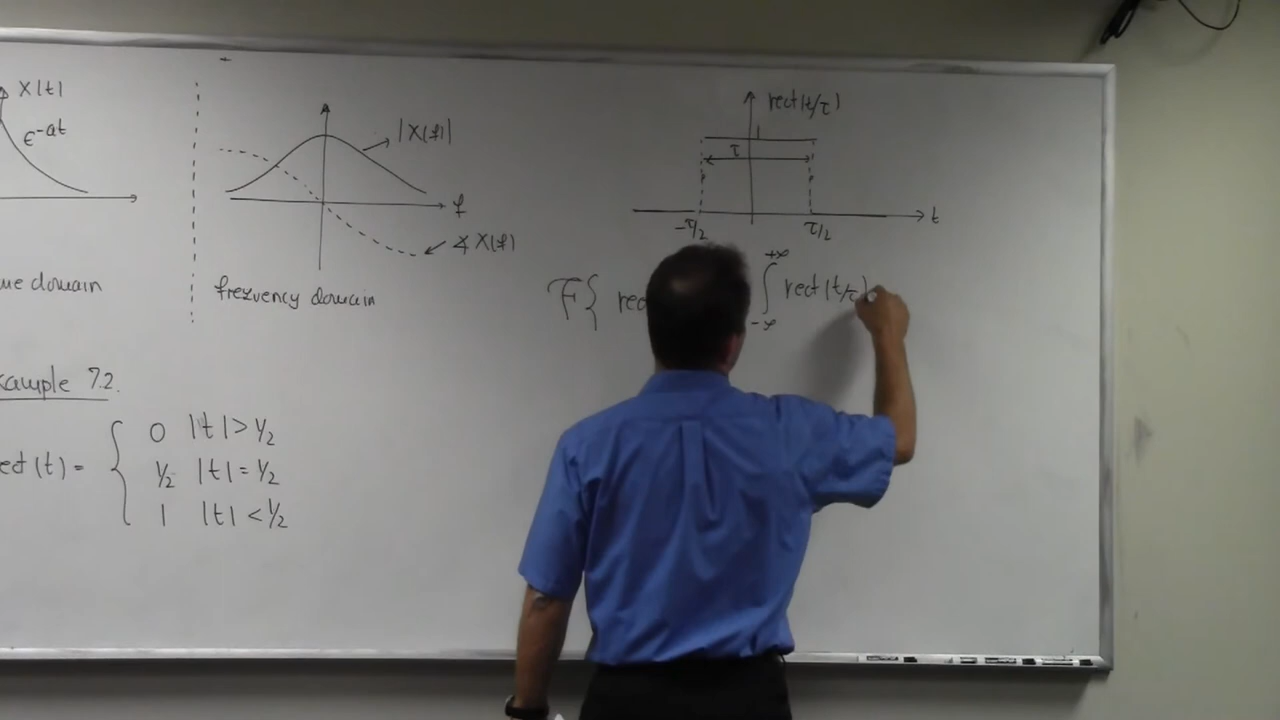 X(t)
e^-at
|X(f)|
f
∡ X(f)
frequency domain
domain
rect(t/τ)
1
τ
-τ/2
τ/2
t
F{ rec
∫ +∞ -∞ rect(t/τ)
xample 7.2.
ect(t) = {
0 |t| > 1/2
1/2 |t| = 1/2
1 |t| < 1/2